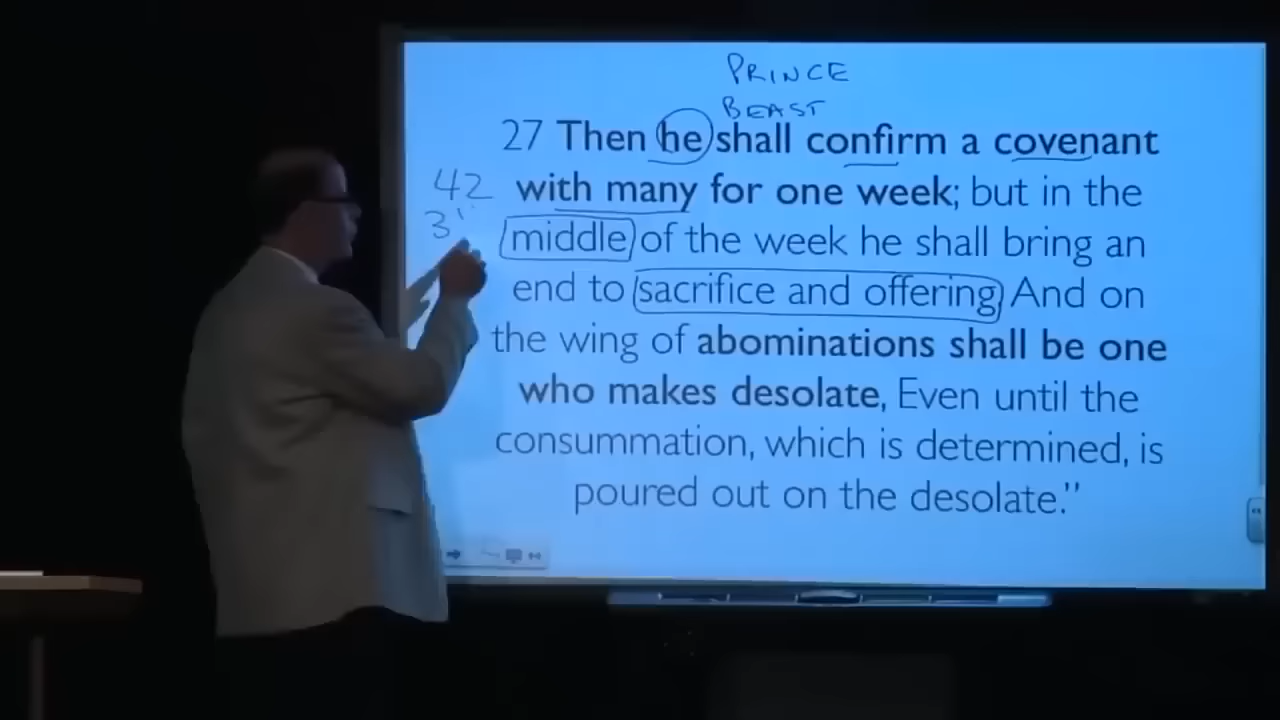 PRINCE
BEAST
27 Then he shall confirm a covenant
42 with many for one week; but in the
3 middle of the week he shall bring an
end to sacrifice and offering And on
the wing of abominations shall be one
who makes desolate, Even until the
consummation, which is determined, is
poured out on the desolate."